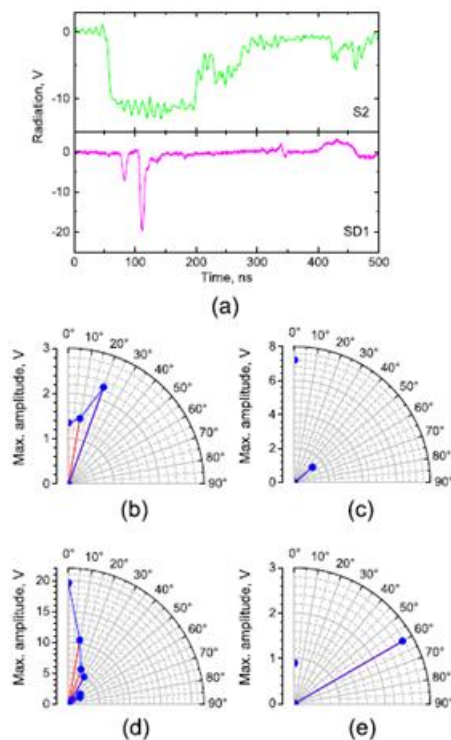 0
-10
Radiation, V
S2
0
-10
-20
SD1
0 100 200 300 400 500
Time, ns
(a)
0° 10° 20° 30° 40° 50° 60° 70° 80° 90°
3
2
1
0
Max. amplitude, V
(b)
0° 10° 20° 30° 40° 50° 60° 70° 80° 90°
8
6
4
2
0
Max. amplitude, V
(c)
0° 10° 20° 30° 40° 50° 60° 70° 80° 90°
20
15
10
5
0
Max. amplitude, V
(d)
0° 10° 20° 30° 40° 50° 60° 70° 80° 90°
3
2
1
0
Max. amplitude, V
(e)